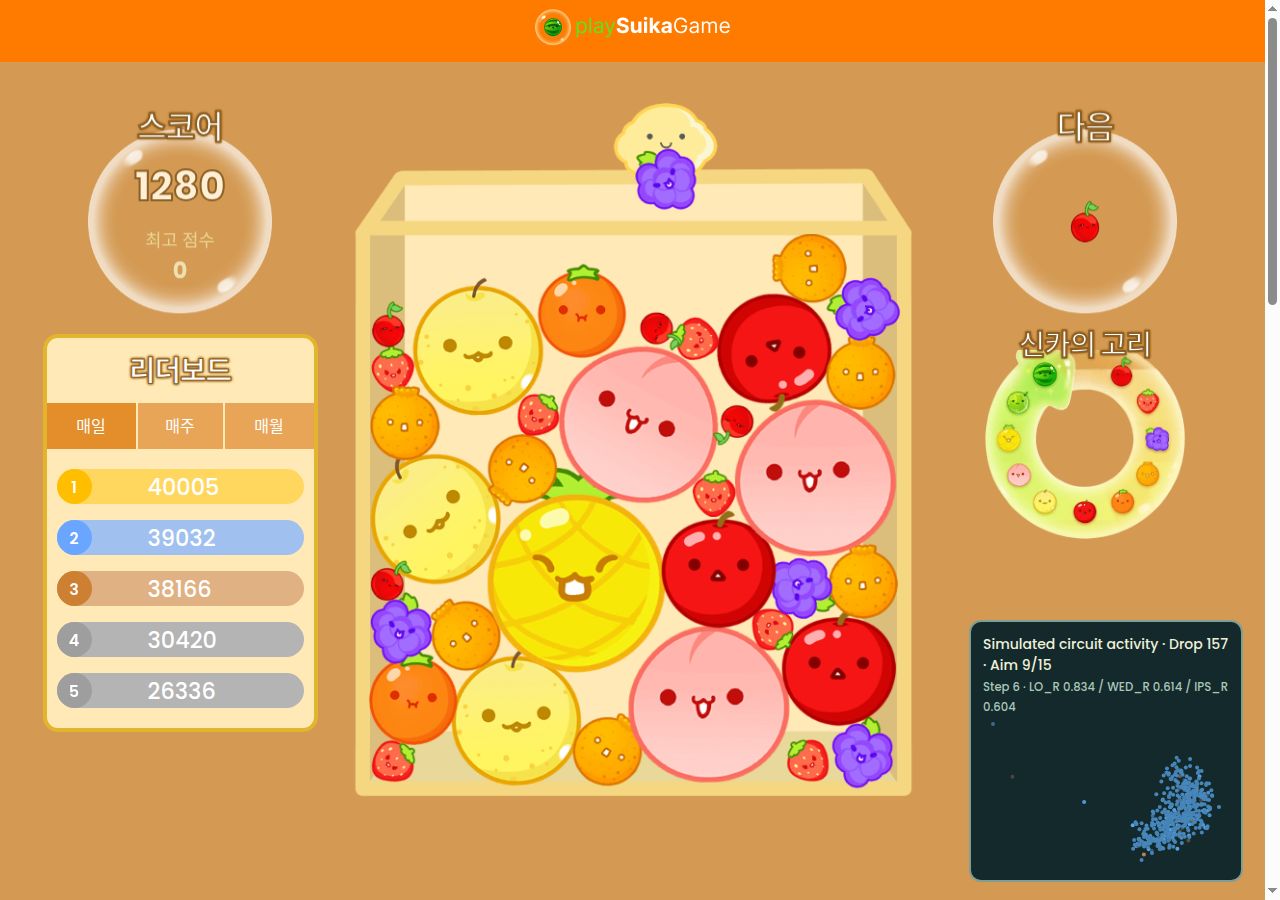 playSuikaGame
스코어
1280
최고 점수
0
다음
신카의 고리
리더보드
매일 매주 매월
1 40005
2 39032
3 38166
4 30420
5 26336
Simulated circuit activity · Drop 157
· Aim 9/15
Step 6 · LO_R 0.834 / WED_R 0.614 / IPS_R
0.604